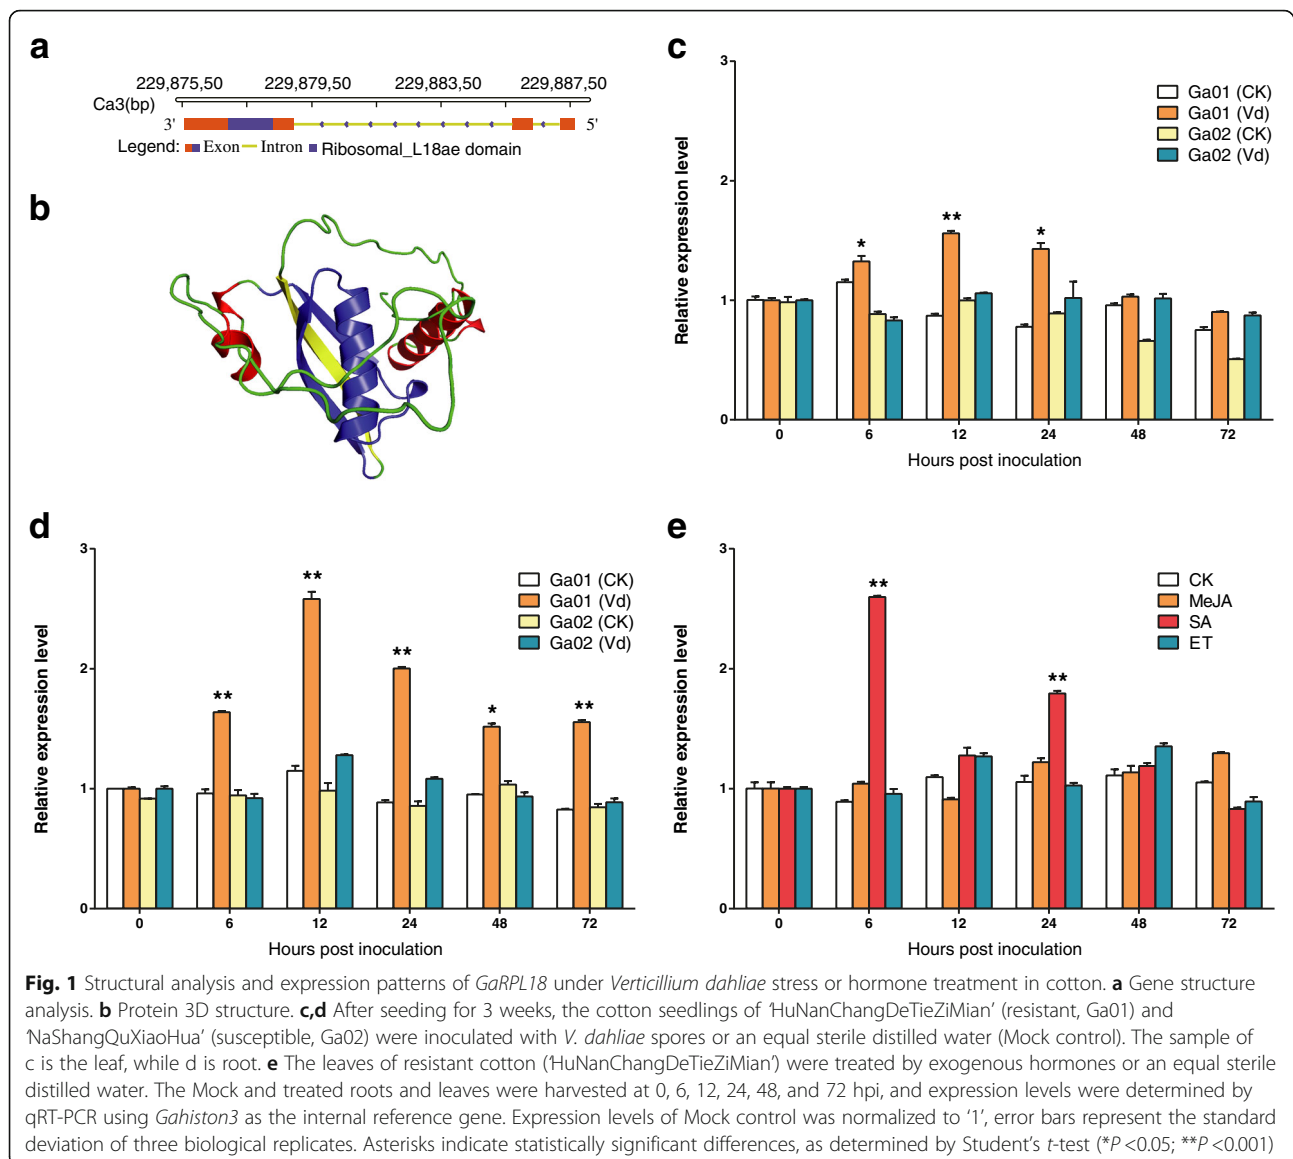 a
229,875,50 229,879,50 229,883,50 229,887,50
Ca3(bp)
3' 5'
Legend: Exon Intron Ribosomal_L18ae domain
b
c
3
2
1
0
Relative expression level
Ga01 (CK)
Ga01 (Vd)
Ga02 (CK)
Ga02 (Vd)
* ** *
0 6 12 24 48 72
Hours post inoculation
d
3
2
1
0
Relative expression level
Ga01 (CK)
Ga01 (Vd)
Ga02 (CK)
Ga02 (Vd)
** ** ** * **
0 6 12 24 48 72
Hours post inoculation
e
3
2
1
0
Relative expression level
CK
MeJA
SA
ET
** **
0 6 12 24 48 72
Hours post inoculation
Fig. 1 Structural analysis and expression patterns of GaRPL18 under Verticillium dahliae stress or hormone treatment in cotton. a Gene structure
analysis. b Protein 3D structure. c,d After seeding for 3 weeks, the cotton seedlings of ‘HuNanChangDeTieZiMian’ (resistant, Ga01) and
‘NaShangQuXiaoHua’ (susceptible, Ga02) were inoculated with V. dahliae spores or an equal sterile distilled water (Mock control). The sample of
c is the leaf, while d is root. e The leaves of resistant cotton (‘HuNanChangDeTieZiMian’) were treated by exogenous hormones or an equal sterile
distilled water. The Mock and treated roots and leaves were harvested at 0, 6, 12, 24, 48, and 72 hpi, and expression levels were determined by
qRT-PCR using Gahiston3 as the internal reference gene. Expression levels of Mock control was normalized to ‘1’, error bars represent the standard
deviation of three biological replicates. Asterisks indicate statistically significant differences, as determined by Student’s t-test (*P <0.05; **P <0.001)